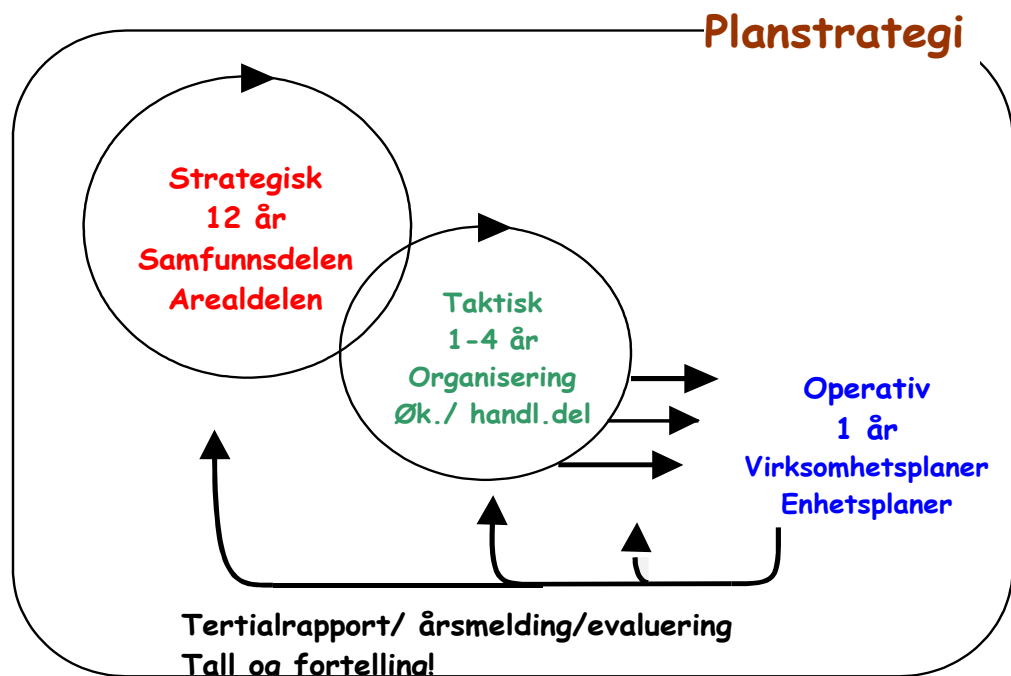 Planstrategi
Strategisk
12 år
Samfunnsdelen
Arealdelen
Taktisk
1-4 år
Organisering
Øk./ handl.del
Operativ
1 år
Virksomhetsplaner
Enhetsplaner
Tertialrapport/ årsmelding/evaluering
Tall og fortelling!